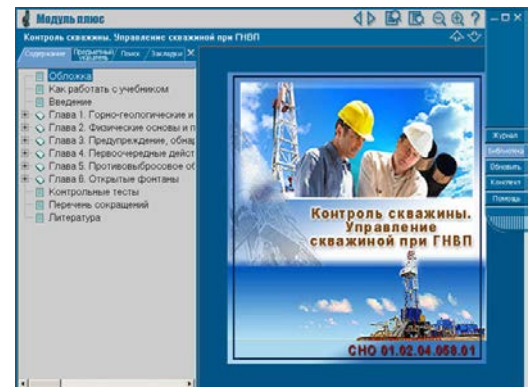 Модуль плюс
Контроль скважины. Управление скважиной при ГНВП
Содержание Предметный указатель Поиск Закладки
Обложка
Как работать с учебником
Введение
Глава 1. Горно-геологические и
Глава 2. Физические основы и п
Глава 3. Предупреждение, обнар
Глава 4. Первоочередные дейст
Глава 5. Противовыбросовое об
Глава 6. Открытые фонтаны
Контрольные тесты
Перечень сокращений
Литература
Контроль скважины.
Управление
скважиной при ГНВП
СНО 01.02.04.058.01
Журнал
Библиотека
Обновить
Конспект
Помощь